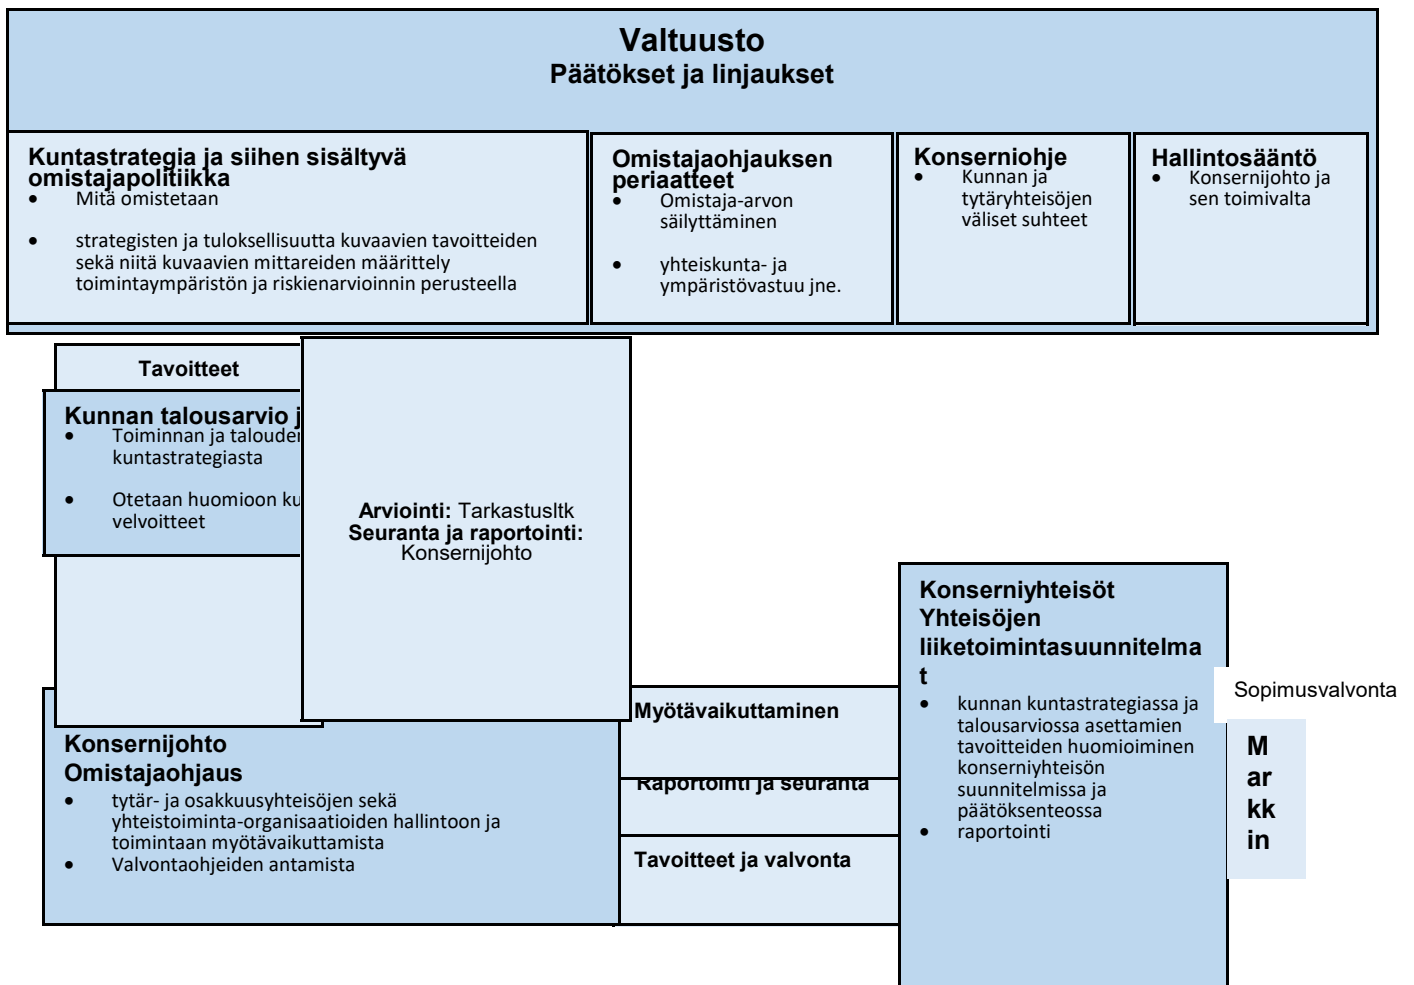 Valtuusto
Päätökset ja linjaukset
Kuntastrategia ja siihen sisältyvä
omistajapolitiikka
• Mitä omistetaan
• strategisten ja tuloksellisuutta kuvaavien tavoitteiden
sekä niitä kuvaavien mittareiden määrittely
toimintaympäristön ja riskienarvioinnin perusteella
Omistajaohjauksen
periaatteet
• Omistaja-arvon
säilyttäminen
• yhteiskunta- ja
ympäristövastuu jne.
Konserniohje
• Kunnan ja
tytäryhteisöjen
väliset suhteet
Hallintosääntö
• Konsernijohto ja
sen toimivalta
Tavoitteet
Kunnan talousarvio j
• Toiminnan ja talouden
kuntastrategiasta
• Otetaan huomioon ku
velvoitteet
Arviointi: Tarkastusltk
Seuranta ja raportointi:
Konsernijohto
Konsernijohto
Omistajaohjaus
• tytär- ja osakkuusyhteisöjen sekä
yhteistoiminta-organisaatioiden hallintoon ja
toimintaan myötävaikuttamista
• Valvontaohjeiden antamista
Myötävaikuttaminen
Raportointi ja seuranta
Tavoitteet ja valvonta
Konserniyhteisöt
Yhteisöjen
liiketoimintasuunnitelma
t
• kunnan kuntastrategiassa ja
talousarviossa asettamien
tavoitteiden huomioiminen
konserniyhteisön
suunnitelmissa ja
päätöksenteossa
• raportointi
Sopimusvalvonta
M
ar
kk
in